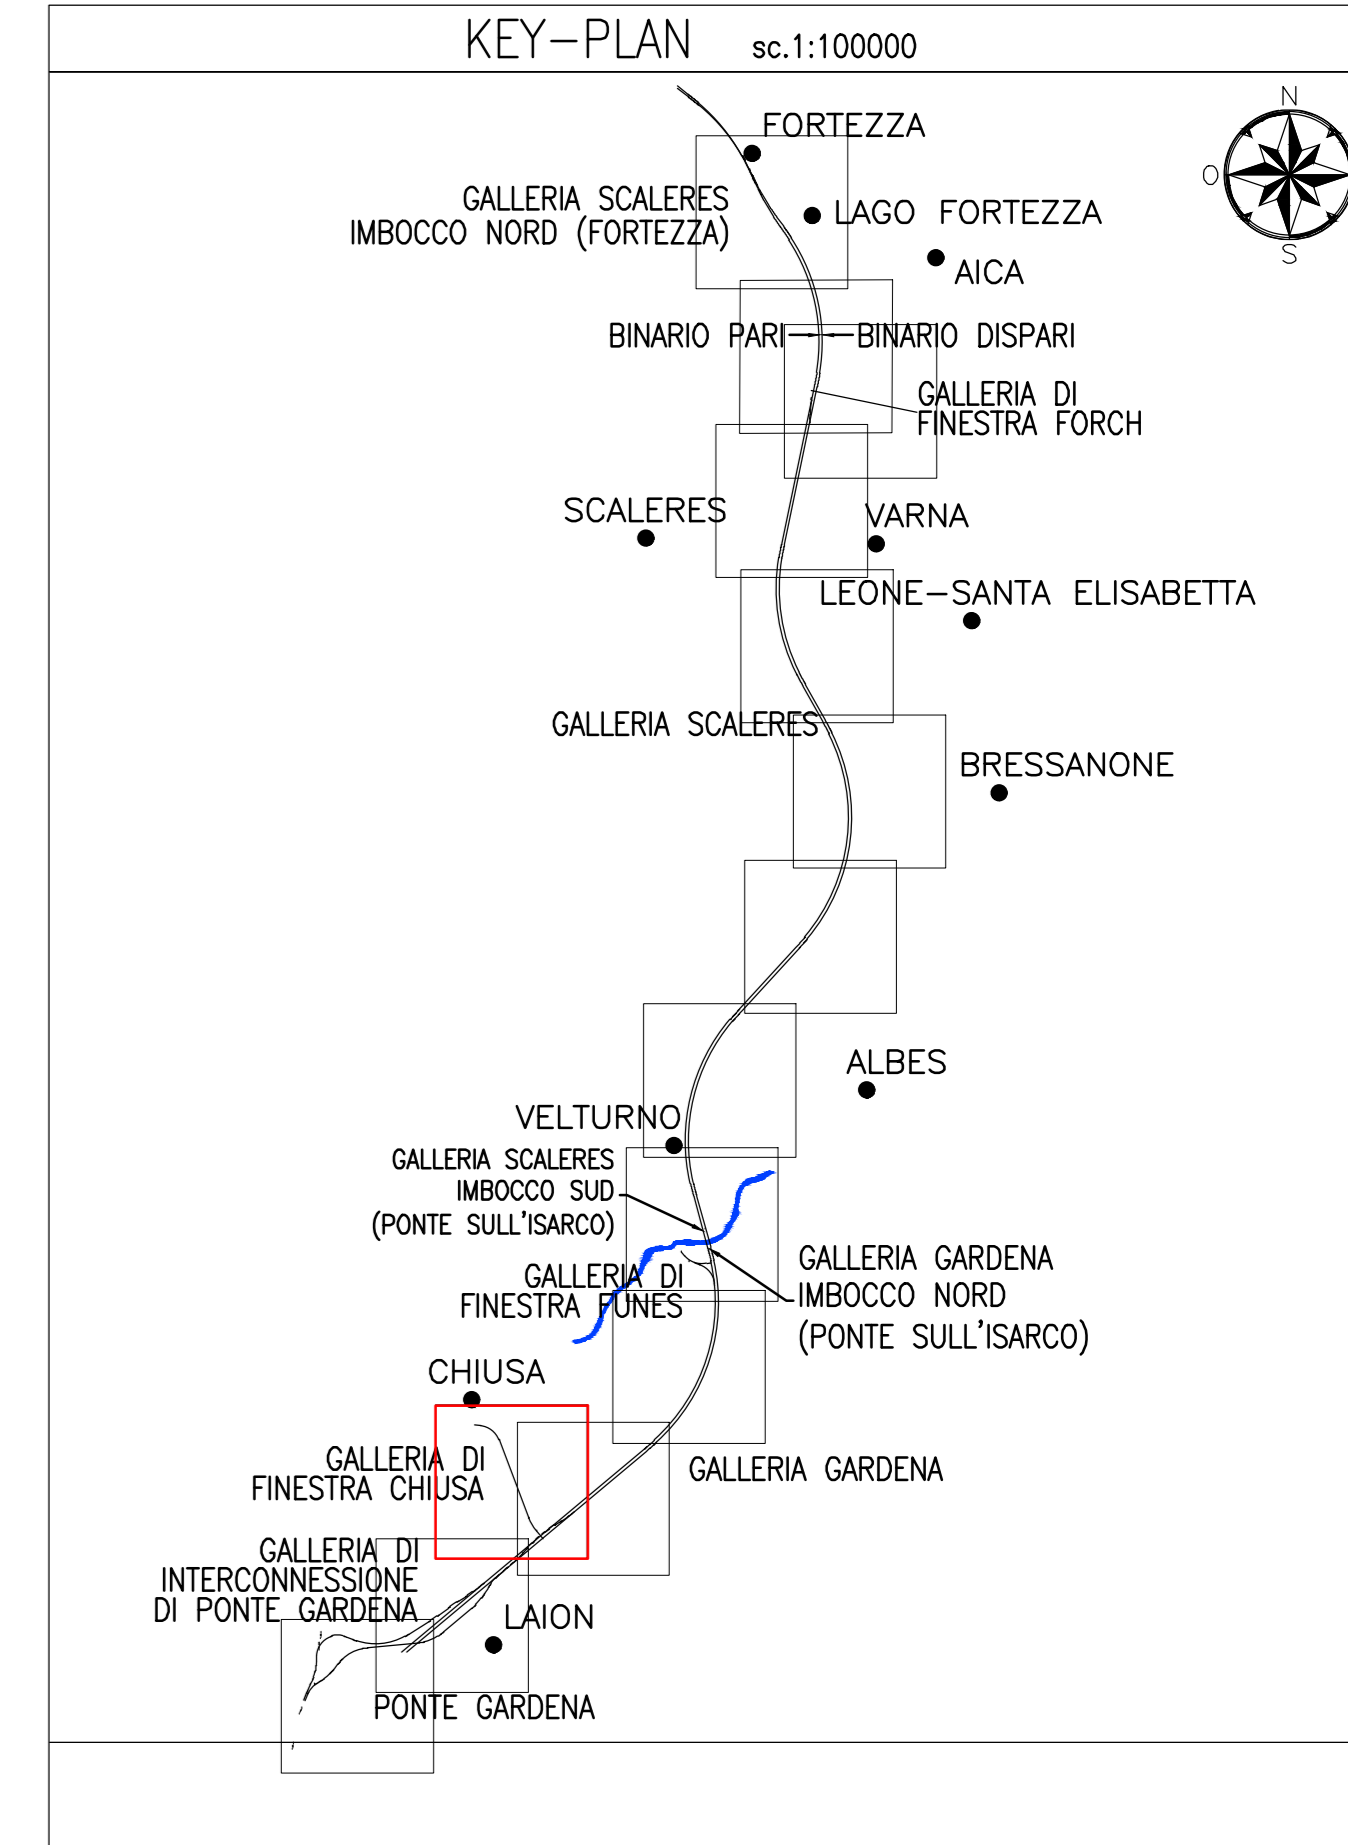 KEY-PLAN sc.1:100000
N
O
S
FORTEZZA
GALLERIA SCALERES
IMBOCCO NORD (FORTEZZA)
LAGO FORTEZZA
AICA
BINARIO PARI
BINARIO DISPARI
GALLERIA DI
FINESTRA FORCH
SCALERES
VARNA
LEONE-SANTA ELISABETTA
GALLERIA SCALERES
BRESSANONE
ALBES
VELTURNO
GALLERIA SCALERES
IMBOCCO SUD
(PONTE SULL'ISARCO)
GALLERIA DI
FINESTRA FUNES
GALLERIA GARDENA
IMBOCCO NORD
(PONTE SULL'ISARCO)
CHIUSA
GALLERIA DI
FINESTRA CHIUSA
GALLERIA GARDENA
GALLERIA DI
INTERCONNESSIONE
DI PONTE GARDENA
LAION
PONTE GARDENA